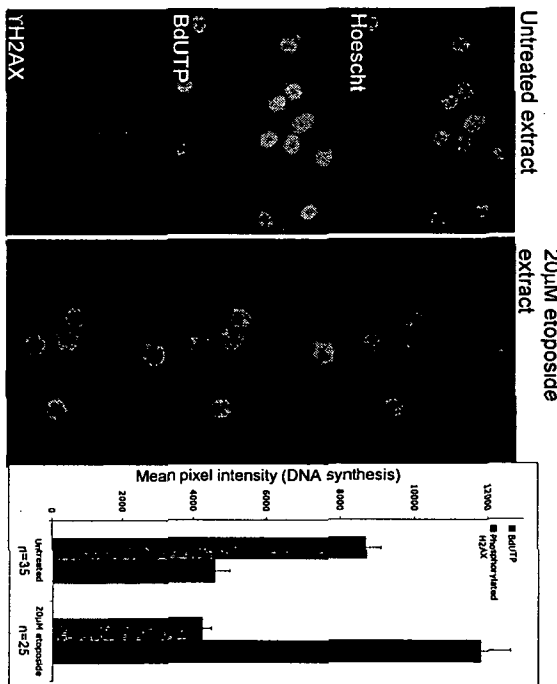 Untreated extract
20µM etoposide
extract
Hoescht
BdUTP
ϒH2AX
Mean pixel intensity (DNA synthesis)
12000
10000
8000
6000
4000
2000
0
BdUTP
Phosphorylated
H2AX
Untreated
n=35
20µM etoposide
n=25